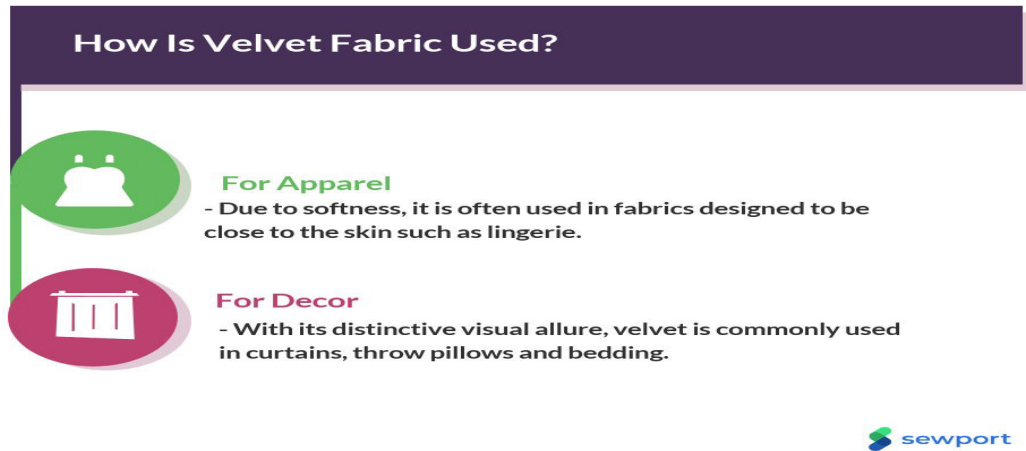 How Is Velvet Fabric Used?
For Apparel
- Due to softness, it is often used in fabrics designed to be
close to the skin such as lingerie.
For Decor
- With its distinctive visual allure, velvet is commonly used
in curtains, throw pillows and bedding.
sewport